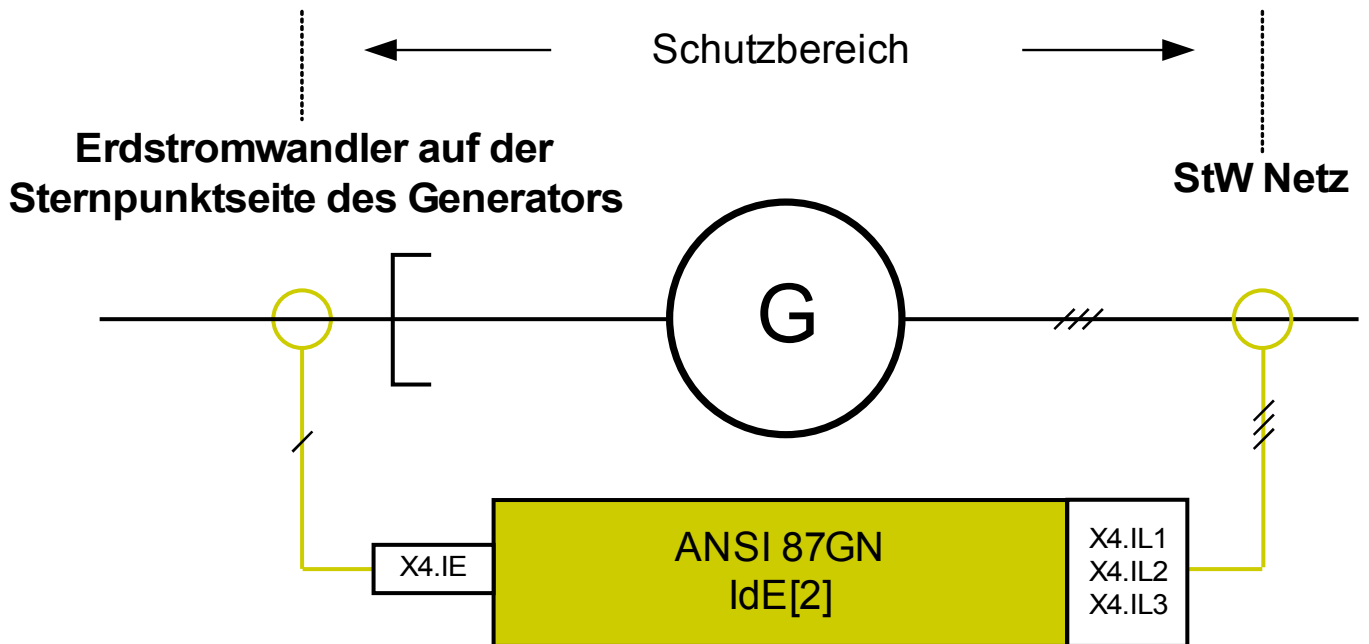 Schutzbereich
Erdstromwandler auf der
Sternpunktseite des Generators
StW Netz
G
X4.IE
ANSI 87GN
IdE[2]
X4.IL1
X4.IL2
X4.IL3